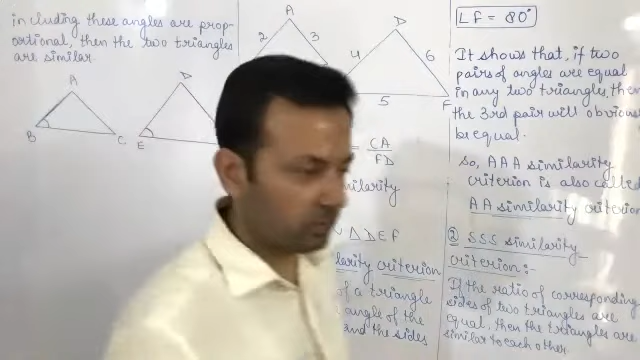 in cluding these angles are prop-
ortional, then the two triangles
are similar.
A
B
C
D
E
A
2
3
D
4
6
5
F
= CA
FD
milarity
~ Δ DEF
larity criterion
of a triangle
angle of the
and the sides
∠F = 80°
It shows that, if two
pairs of angles are equal
in any two triangles, then
the 3rd pair will obvious
be equal.
so, AAA similarity
criterion is also called
AA similarity criterion
② SSS similarity
criterion:-
If the ratio of corresponding
sides of two triangles are
equal, then the triangles are
similar to each other.